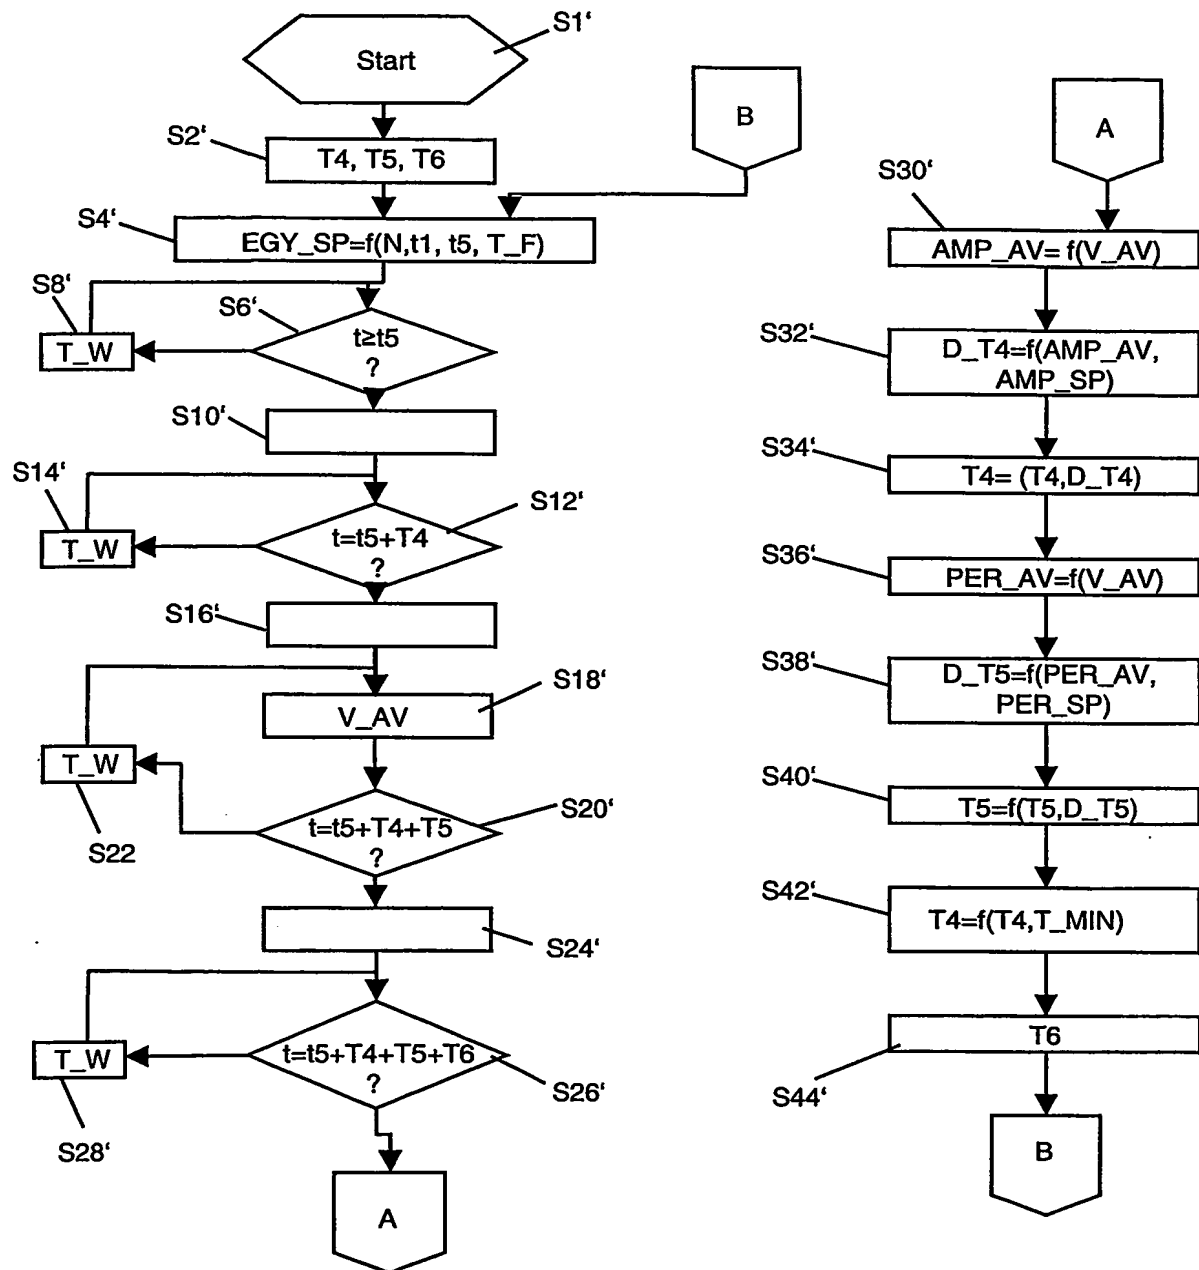 S1‘
Start
B
A
S2‘
T4, T5, T6
S30‘
S4‘
EGY_SP=f(N,t1, t5, T_F)
AMP_AV= f(V_AV)
S8‘
S6‘
T_W
t≥t5
?
S32‘
D_T4=f(AMP_AV,
AMP_SP)
S10‘
S34‘
T4= (T4,D_T4)
S14‘
S12‘
T_W
t=t5+T4
?
S36‘
PER_AV=f(V_AV)
S16‘
S38‘
D_T5=f(PER_AV,
PER_SP)
S18‘
V_AV
T_W
S22
S40‘
T5=f(T5,D_T5)
S20‘
t=t5+T4+T5
?
S42‘
T4=f(T4,T_MIN)
S24‘
T_W
t=t5+T4+T5+T6
?
S26‘
S28‘
T6
S44‘
A
B